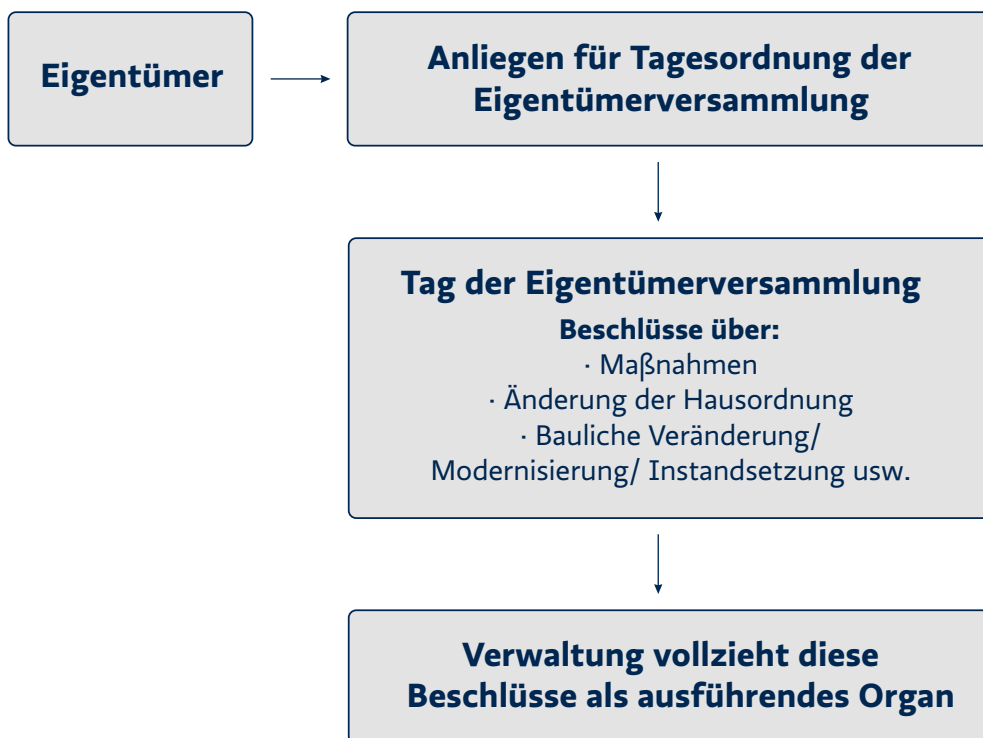 Eigentümer
Anliegen für Tagesordnung der
Eigentümerversammlung
Tag der Eigentümerversammlung
Beschlüsse über:
· Maßnahmen
· Änderung der Hausordnung
· Bauliche Veränderung/
Modernisierung/ Instandsetzung usw.
Verwaltung vollzieht diese
Beschlüsse als ausführendes Organ